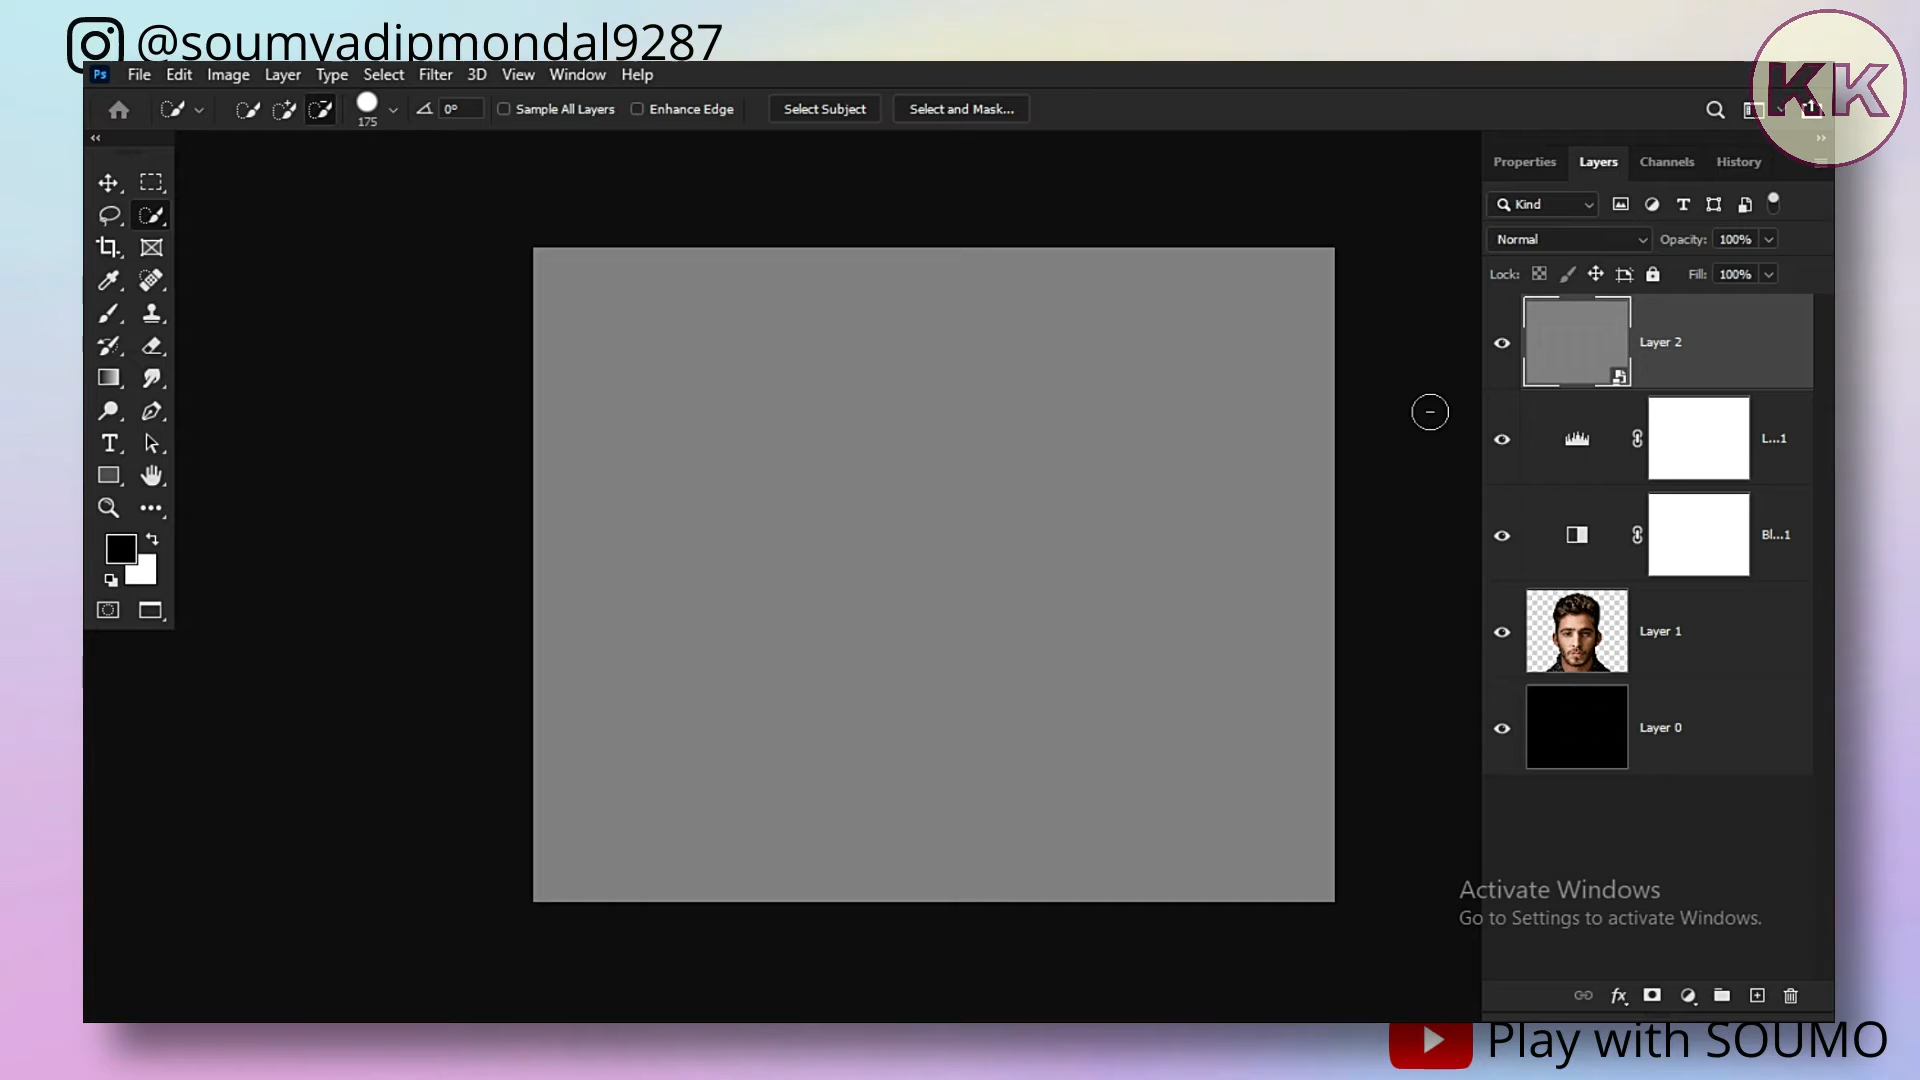 @soumyadipmondal9287
KK
Ps File Edit Image Layer Type Select Filter 3D View Window Help
175
0°
Sample All Layers
Enhance Edge
Select Subject
Select and Mask...
Properties Layers Channels History
Kind
Normal
Opacity: 100%
Lock:
Fill: 100%
Layer 2
L...1
Bl...1
Layer 1
Layer 0
Activate Windows
Go to Settings to activate Windows.
fx
Play with SOUMO